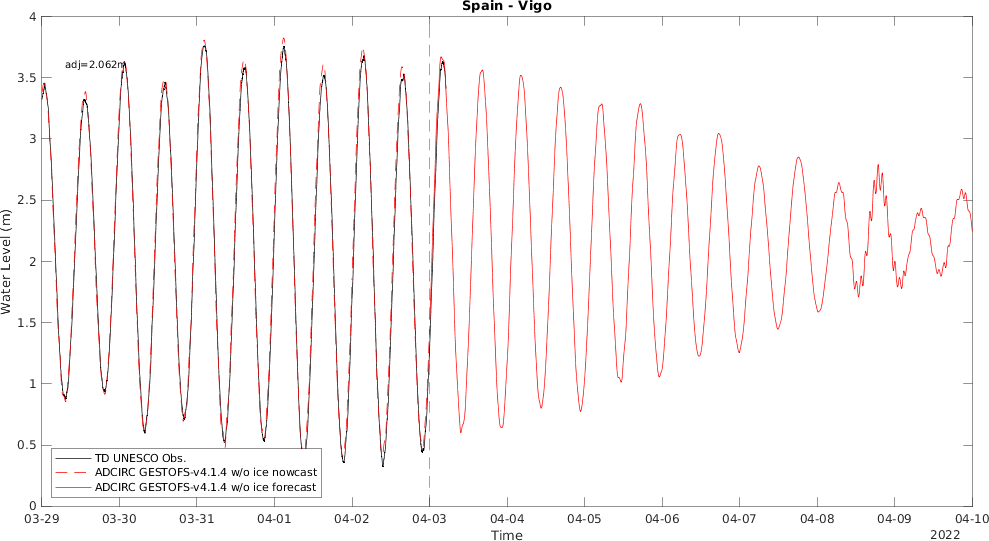 Spain - Vigo
4
adj=2.062m
3.5
3
2.5
Water Level (m)
2
1.5
1
0.5
TD UNESCO Obs.
ADCIRC GESTOFS-v4.1.4 w/o ice nowcast
ADCIRC GESTOFS-v4.1.4 w/o ice forecast
0
03-29 03-30 03-31 04-01 04-02 04-03 04-04 04-05 04-06 04-07 04-08 04-09 04-10
Time
2022